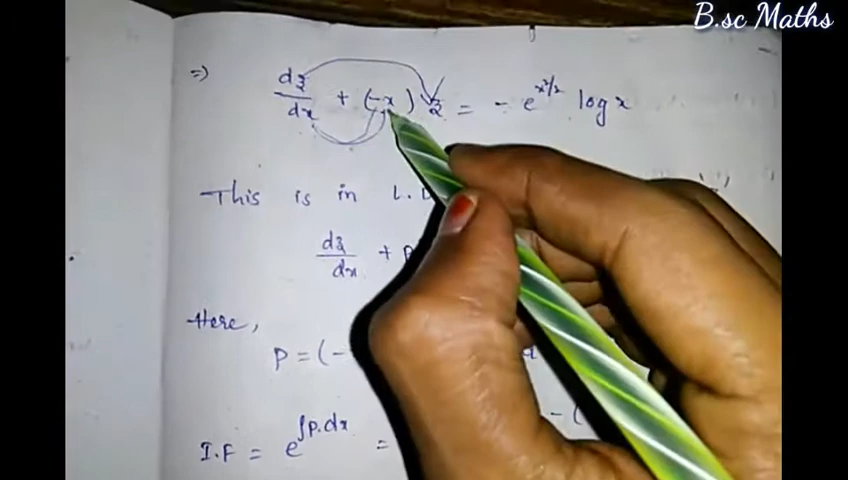 B.sc Maths
=> dz/dx + (-x) z = - e^(x²/2) log x
This is in L.D
dz/dx + P
Here,
P = (-
I.F = e^(∫P.dx) = - (